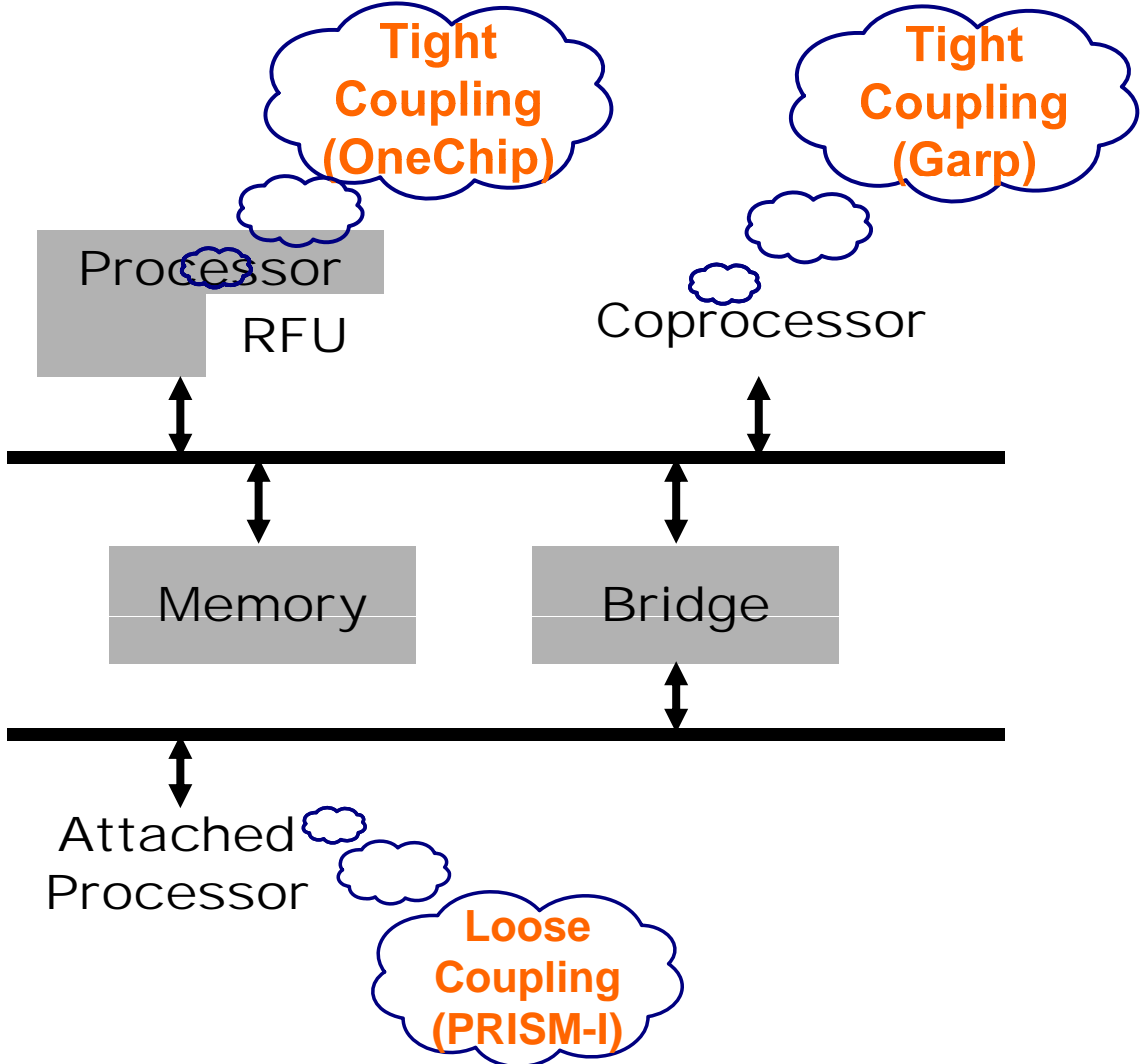 Tight
Coupling
(OneChip)
Tight
Coupling
(Garp)
Processor
RFU
Coprocessor
Memory
Bridge
Attached
Processor
Loose
Coupling
(PRISM-I)